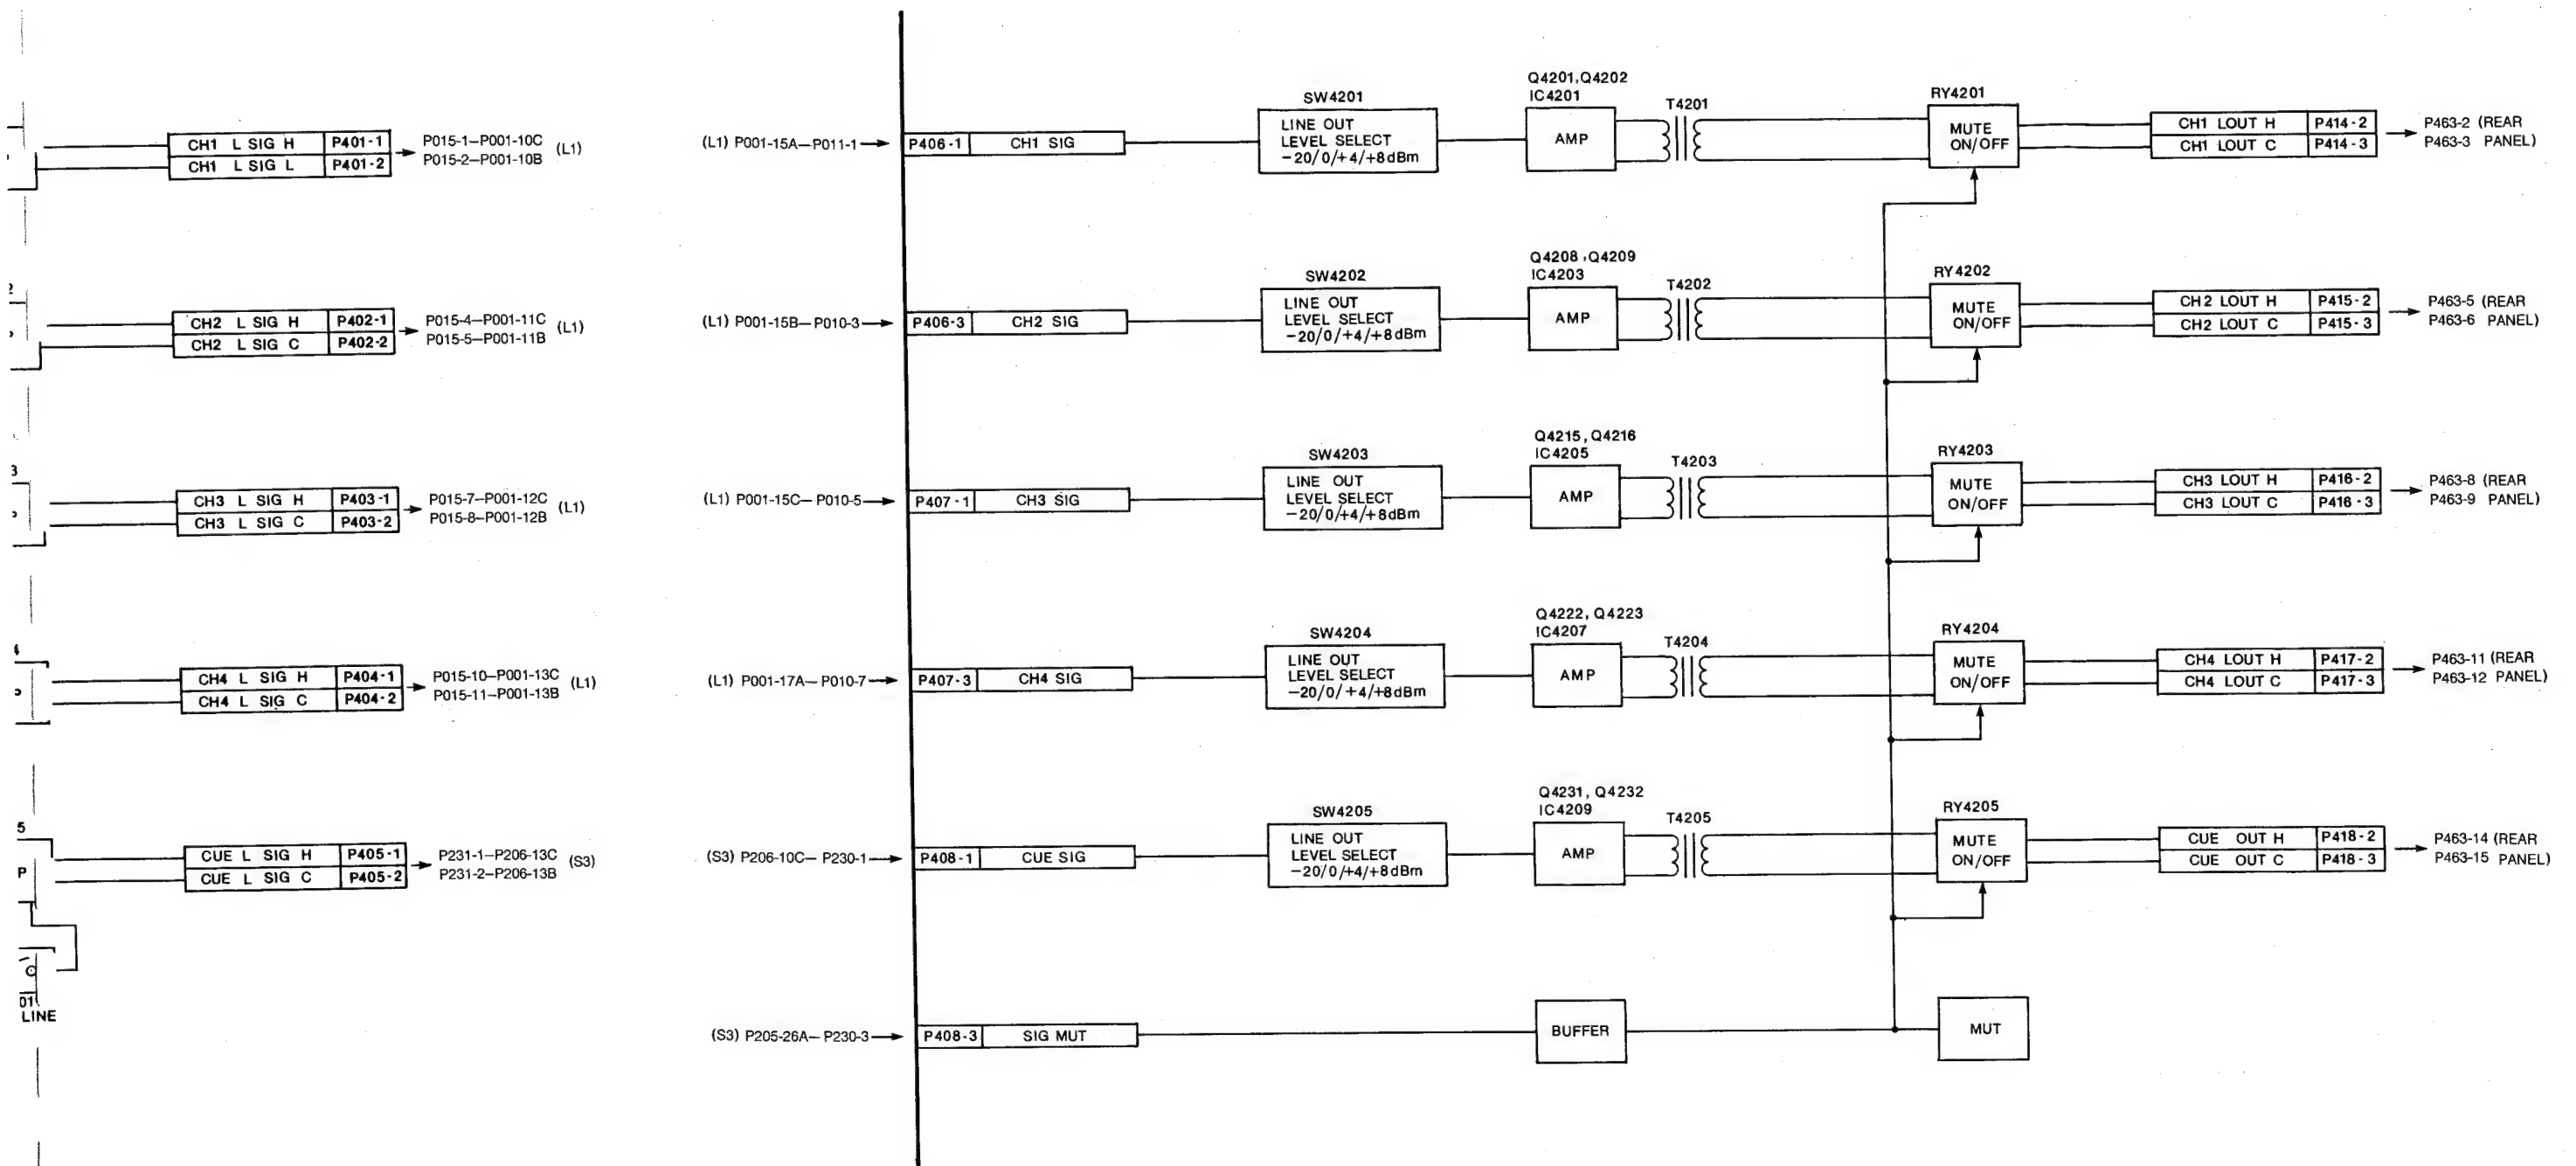 CH1 L SIG H P401-1
CH1 L SIG L P401-2
P015-1—P001-10C
P015-2—P001-10B
(L1)
(L1) P001-15A—P011-1
P406-1 CH1 SIG
SW4201
LINE OUT
LEVEL SELECT
-20/0/+4/+8dBm
Q4201,Q4202
IC4201
AMP
T4201
RY4201
MUTE
ON/OFF
CH1 LOUT H P414-2
CH1 LOUT C P414-3
P463-2 (REAR
P463-3 PANEL)
2
CH2 L SIG H P402-1
CH2 L SIG C P402-2
P015-4—P001-11C
P015-5—P001-11B
(L1)
(L1) P001-15B—P010-3
P406-3 CH2 SIG
SW4202
LINE OUT
LEVEL SELECT
-20/0/+4/+8dBm
Q4208,Q4209
IC4203
AMP
T4202
RY4202
MUTE
ON/OFF
CH2 LOUT H P415-2
CH2 LOUT C P415-3
P463-5 (REAR
P463-6 PANEL)
3
CH3 L SIG H P403-1
CH3 L SIG C P403-2
P015-7—P001-12C
P015-8—P001-12B
(L1)
(L1) P001-15C—P010-5
P407-1 CH3 SIG
SW4203
LINE OUT
LEVEL SELECT
-20/0/+4/+8dBm
Q4215,Q4216
IC4205
AMP
T4203
RY4203
MUTE
ON/OFF
CH3 LOUT H P416-2
CH3 LOUT C P416-3
P463-8 (REAR
P463-9 PANEL)
4
CH4 L SIG H P404-1
CH4 L SIG C P404-2
P015-10—P001-13C
P015-11—P001-13B
(L1)
(L1) P001-17A—P010-7
P407-3 CH4 SIG
SW4204
LINE OUT
LEVEL SELECT
-20/0/+4/+8dBm
Q4222,Q4223
IC4207
AMP
T4204
RY4204
MUTE
ON/OFF
CH4 LOUT H P417-2
CH4 LOUT C P417-3
P463-11 (REAR
P463-12 PANEL)
5
P
CUE L SIG H P405-1
CUE L SIG C P405-2
P231-1—P206-13C
P231-2—P206-13B
(S3)
(S3) P206-10C—P230-1
P408-1 CUE SIG
SW4205
LINE OUT
LEVEL SELECT
-20/0/+4/+8dBm
Q4231, Q4232
IC4209
AMP
T4205
RY4205
MUTE
ON/OFF
CUE OUT H P418-2
CUE OUT C P418-3
P463-14 (REAR
P463-15 PANEL)
01
LINE
(S3) P205-26A—P230-3
P408-3 SIG MUT
BUFFER
MUT